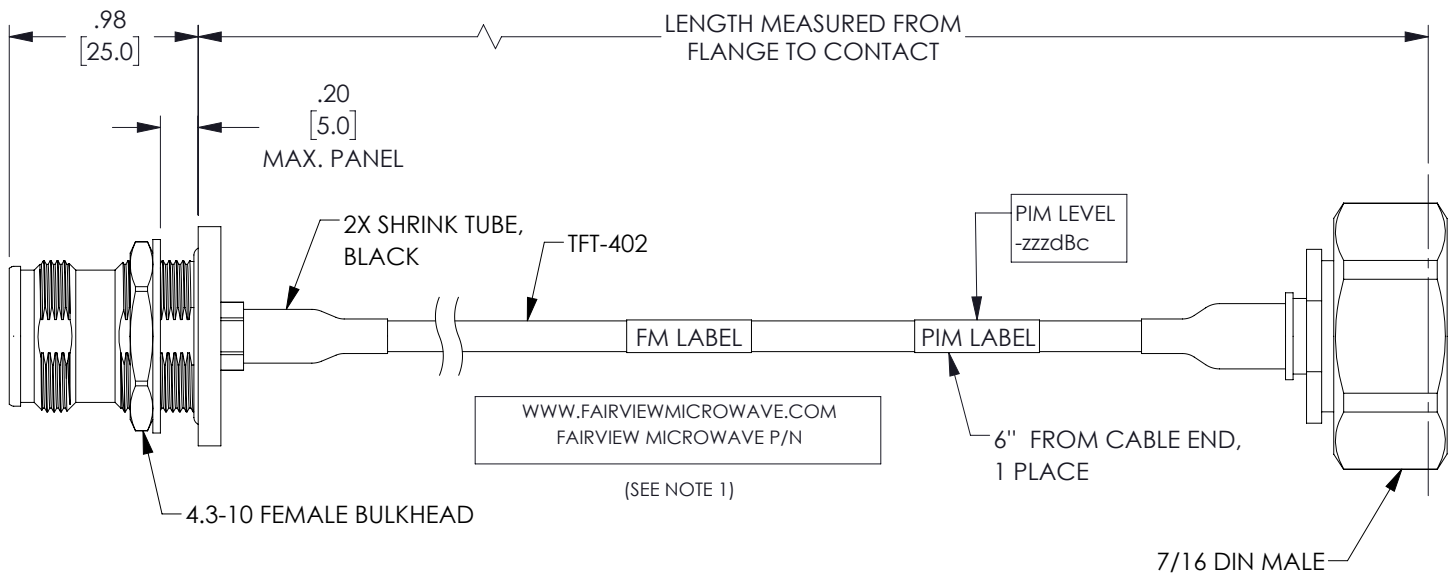 .98
[25.0]
LENGTH MEASURED FROM
FLANGE TO CONTACT
.20
[5.0]
MAX. PANEL
2X SHRINK TUBE,
BLACK
TFT-402
PIM LEVEL
-zzzdBc
FM LABEL
PIM LABEL
WWW.FAIRVIEWMICROWAVE.COM
FAIRVIEW MICROWAVE P/N
(SEE NOTE 1)
6" FROM CABLE END,
1 PLACE
4.3-10 FEMALE BULKHEAD
7/16 DIN MALE